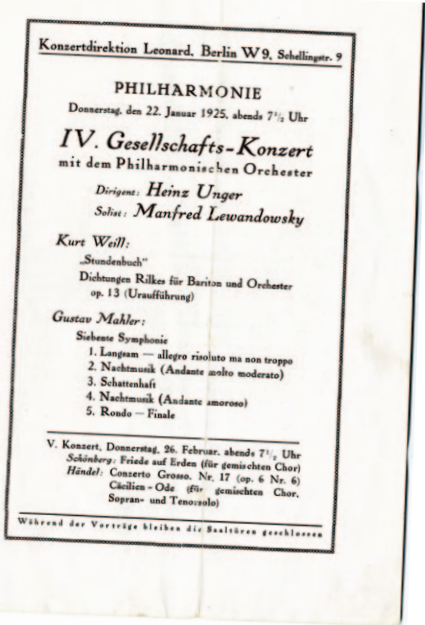 Konzertdirektion Leonard, Berlin W 9, Schellingstr. 9
PHILHARMONIE
Donnerstag, den 22. Januar 1925, abends 7½ Uhr
IV. Gesellschafts-Konzert
mit dem Philharmonischen Orchester
Dirigent: Heinz Unger
Solist: Manfred Lewandowsky
Kurt Weill:
„Stundenbuch“
Dichtungen Rilkes für Bariton und Orchester
op. 13 (Uraufführung)
Gustav Mahler:
Siebente Symphonie
1. Langsam — allegro risoluto ma non troppo
2. Nachtmusik (Andante molto moderato)
3. Schattenhaft
4. Nachtmusik (Andante amoroso)
5. Rondo — Finale
V. Konzert, Donnerstag, 26. Februar, abends 7½ Uhr
Schönberg: Friede auf Erden (für gemischten Chor)
Händel: Conzerto Grosso, Nr. 17 (op. 6 Nr. 6)
Cäcilien-Ode (für gemischten Chor,
Sopran- und Tenorsolo)
Während der Vorträge bleiben die Saaltüren geschlossen